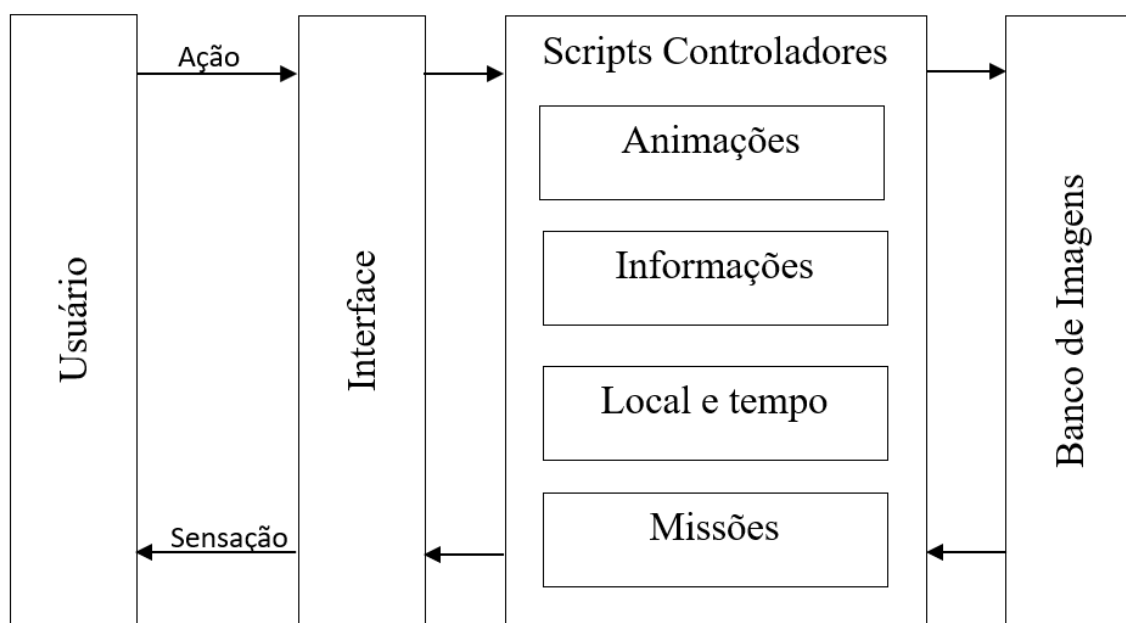 Usuário
Ação
Sensação
Interface
Scripts Controladores
Animações
Informações
Local e tempo
Missões
Banco de Imagens